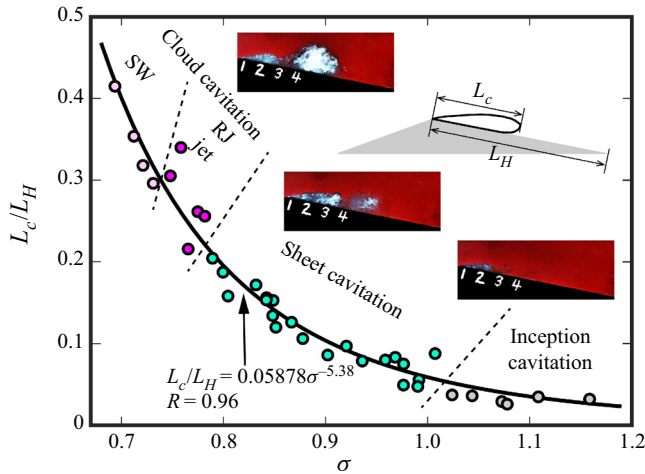 0.5
0.4
0.3
0.2
0.1
0
L_c/L_H
0.7
0.8
0.9
1.0
1.1
1.2
σ
SW
Cloud cavitation
RJ
jet
1 2 3 4
L_c
L_H
1 2 3 4
Sheet cavitation
1 2 3 4
Inception
cavitation
L_c/L_H = 0.05878σ^{−5.38}
R = 0.96